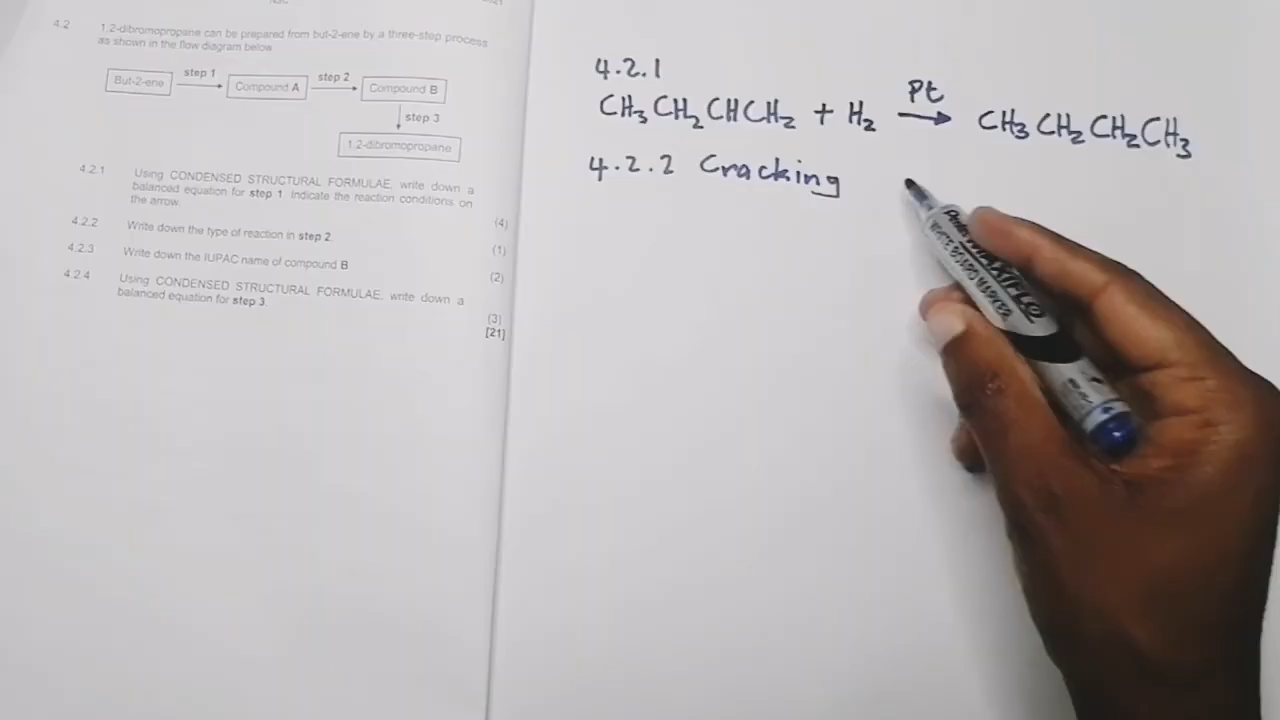 4.2 1,2-dibromopropane can be prepared from but-2-ene by a three-step process
as shown in the flow diagram below
But-2-ene step 1 Compound A step 2 Compound B
step 3
1,2-dibromopropane
4.2.1 Using CONDENSED STRUCTURAL FORMULAE, write down a
balanced equation for step 1. Indicate the reaction conditions on
the arrow. (4)
4.2.2 Write down the type of reaction in step 2. (1)
4.2.3 Write down the IUPAC name of compound B (2)
4.2.4 Using CONDENSED STRUCTURAL FORMULAE, write down a
balanced equation for step 3. (3)
[21]
4.2.1
CH3CH2CHCH2 + H2 Pt → CH3CH2CH2CH3
4.2.2 Cracking
Pentel MAXIFLO
WHITE BOARD MARKER